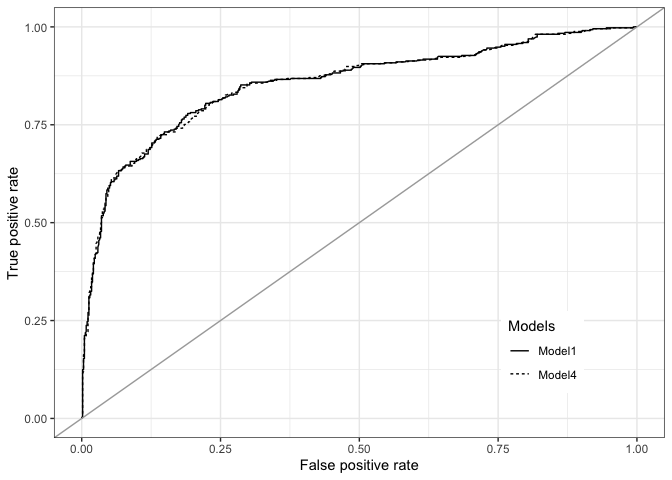 1.00
0.75
0.50
0.25
0.00
True positive rate
Models
Model1
Model4
0.00 0.25 0.50 0.75 1.00
False positive rate